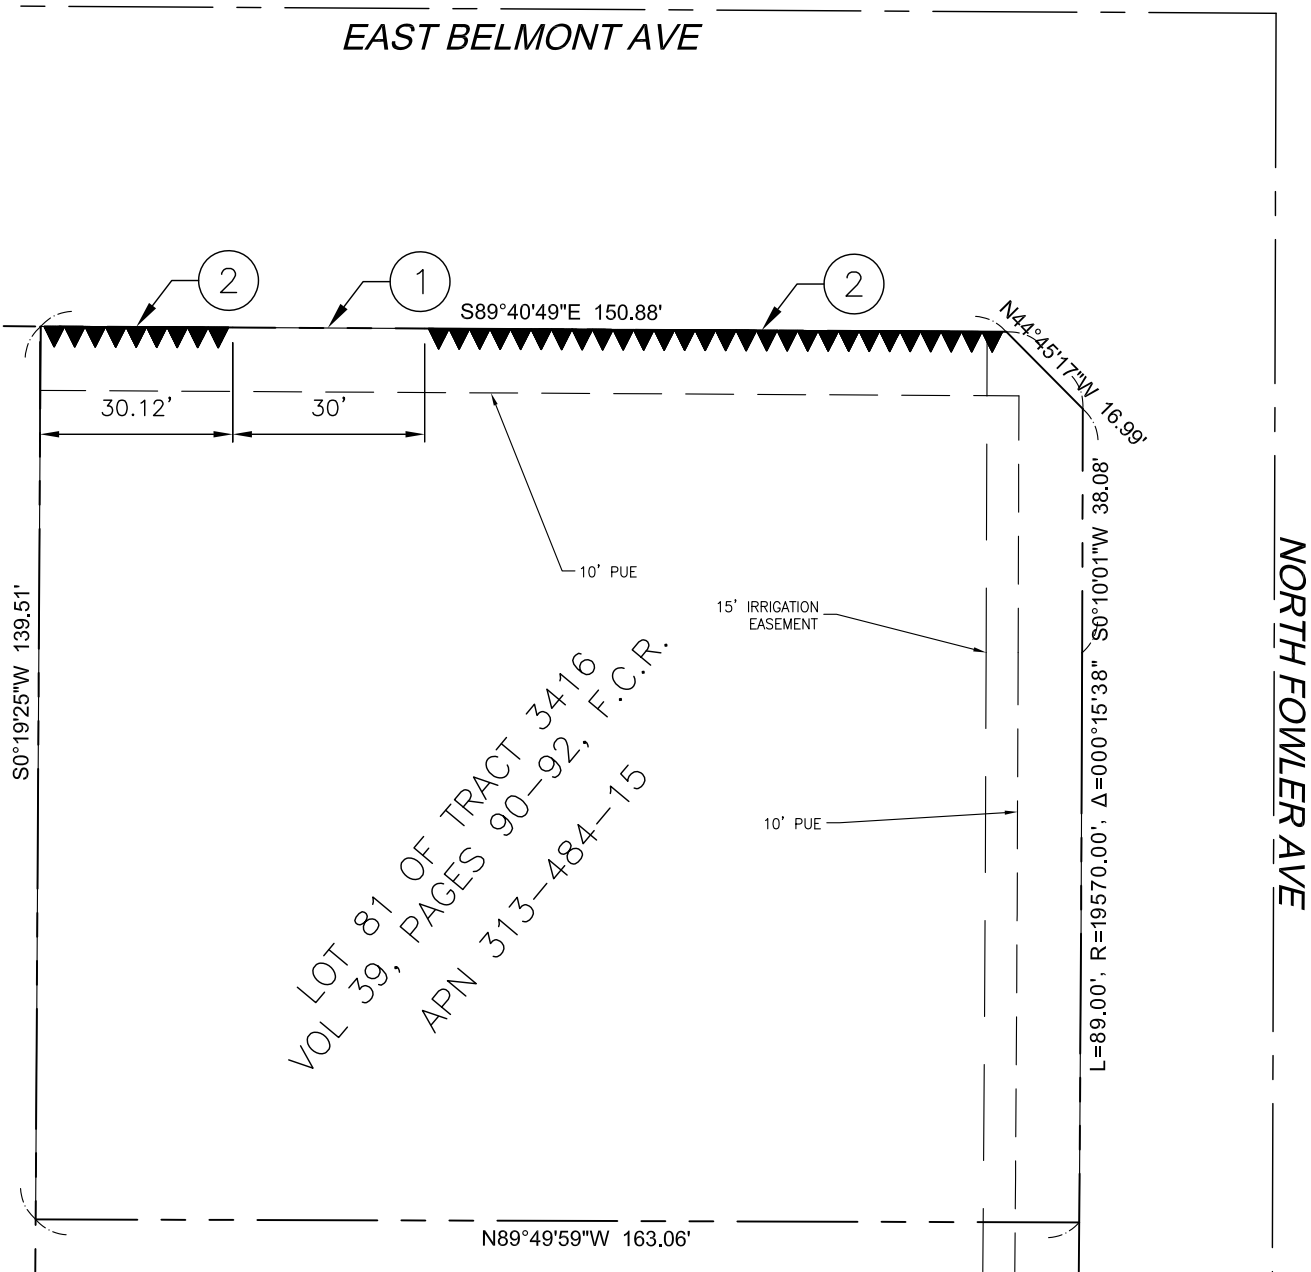 EAST BELMONT AVE
2
1
2
S89°40'49"E 150.88'
N44°45'17"W 16.99'
30.12'
30'
S0°10'01"W 38.08'
10' PUE
NORTH FOWLER AVE
15' IRRIGATION
EASEMENT
S0°19'25"W 139.51'
LOT 81 OF TRACT 3416
VOL 39, PAGES 90-92, F.C.R.
APN 313-484-15
10' PUE
L=89.00', R=19570.00', Δ=000°15'38"
N89°49'59"W 163.06'